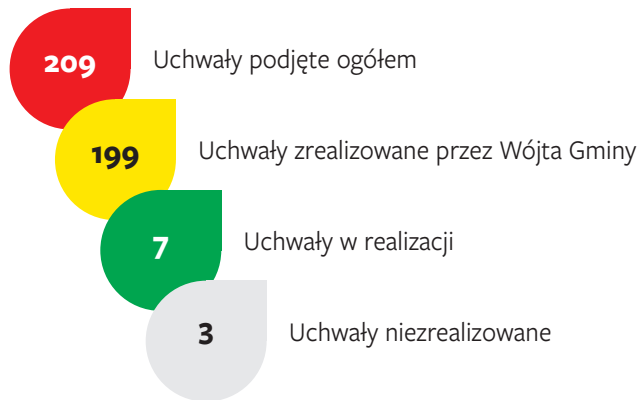 209 Uchwały podjęte ogółem
199 Uchwały zrealizowane przez Wójta Gminy
7 Uchwały w realizacji
3 Uchwały niezrealizowane